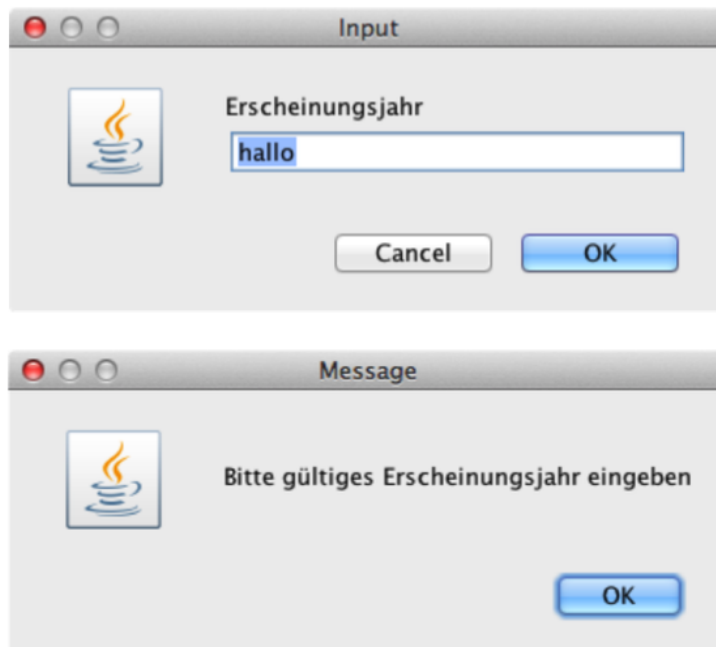 Input
Erscheinungsjahr
hallo
Cancel OK
Message
Bitte gültiges Erscheinungsjahr eingeben
OK